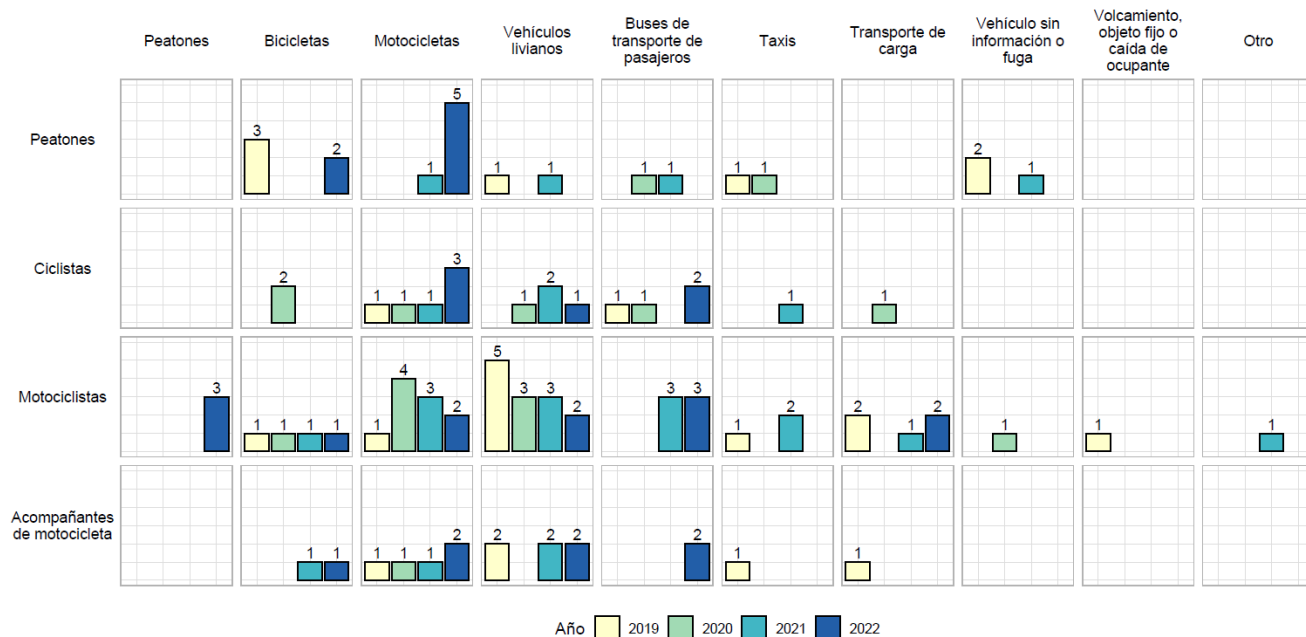 Peatones
Bicicletas
Motocicletas
Vehículos
livianos
Buses de
transporte de
pasajeros
Taxis
Transporte de
carga
Vehículo sin
información o
fuga
Volcamiento,
objeto fijo o
caída de
ocupante
Otro
Peatones
3 2 1 5 1 1 1 1 1 1 2 1
Ciclistas
2 1 1 1 3 1 2 1 1 1 2 1 1
Motociclistas
3 1 1 1 1 1 4 3 2 5 3 3 2 3 3 1 2 2 1 2 1 1 1
Acompañantes
de motocicleta
1 1 1 1 1 2 2 2 2 2 1 1
Año 2019 2020 2021 2022